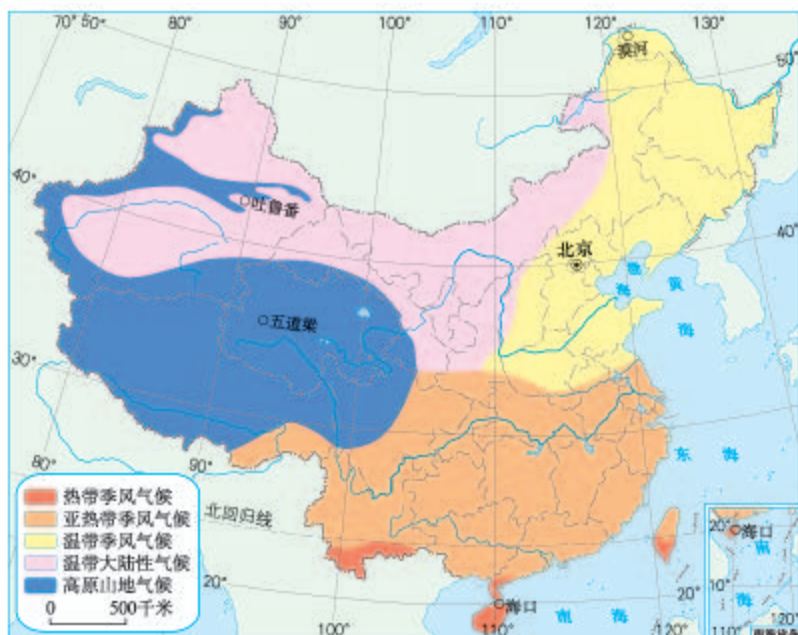 70° 80° 90° 100° 110° 120° 130°
漠河
50°
50°
40°
吐鲁番
北京
40°
渤海
黄海
五道梁
30°
东海
80°
90°
北回归线
热带季风气候
亚热带季风气候
温带季风气候
温带大陆性气候
高原山地气候
0 500千米
20°
100°
110°
海口
南海
20°
120°
20°
海口
南海
10°
110°
120°